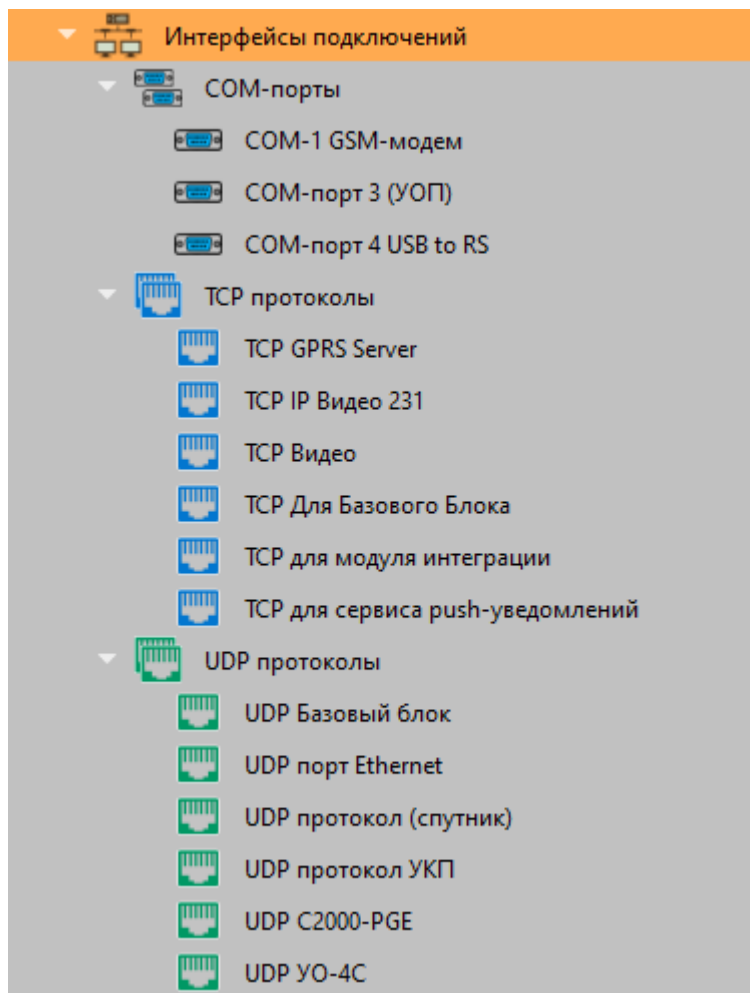 Интерфейсы подключений
COM-порты
COM-1 GSM-модем
COM-порт 3 (УОП)
COM-порт 4 USB to RS
TCP протоколы
TCP GPRS Server
TCP IP Видео 231
TCP Видео
TCP Для Базового Блока
TCP для модуля интеграции
TCP для сервиса push-уведомлений
UDP протоколы
UDP Базовый блок
UDP порт Ethernet
UDP протокол (спутник)
UDP протокол УКП
UDP C2000-PGE
UDP УО-4С